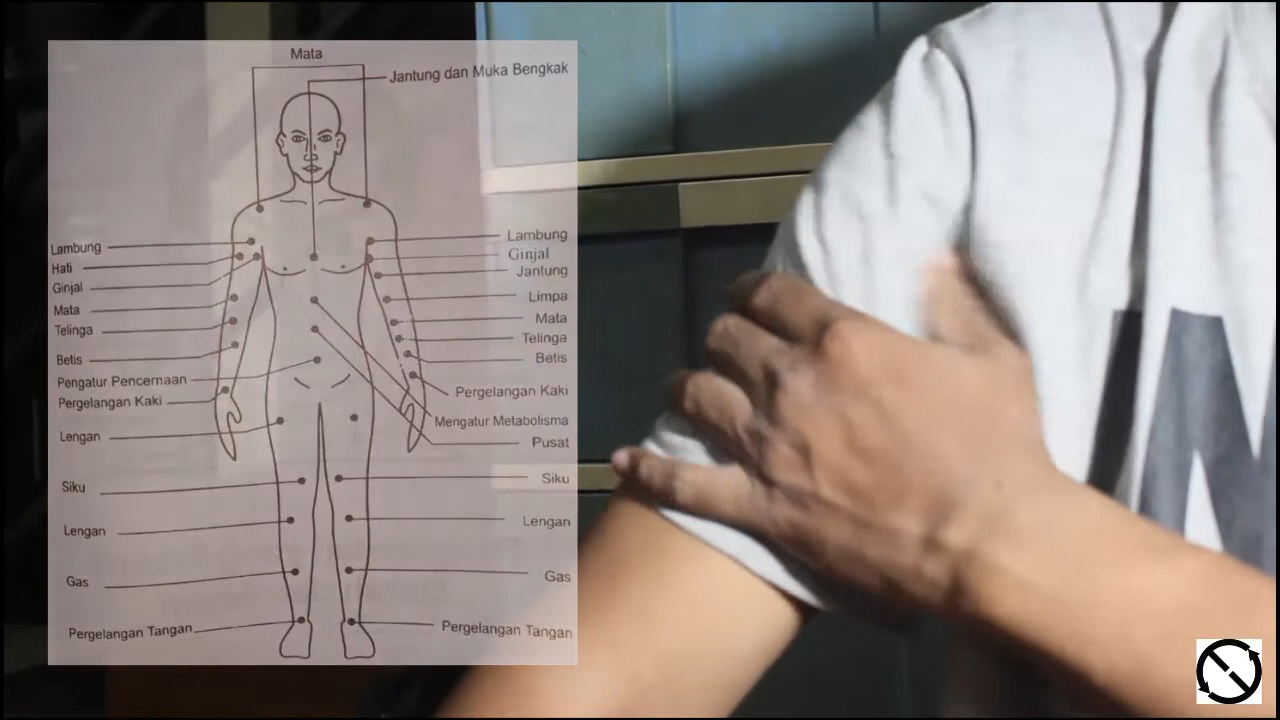 Mata
Jantung dan Muka Bengkak
Lambung
Hati
Ginjal
Mata
Telinga
Betis
Pengatur Pencernaan
Pergelangan Kaki
Lengan
Siku
Lengan
Gas
Pergelangan Tangan
Lambung
Ginjal
Jantung
Limpa
Mata
Telinga
Betis
Pergelangan Kaki
Mengatur Metabolisma
Pusat
Siku
Lengan
Gas
Pergelangan Tangan